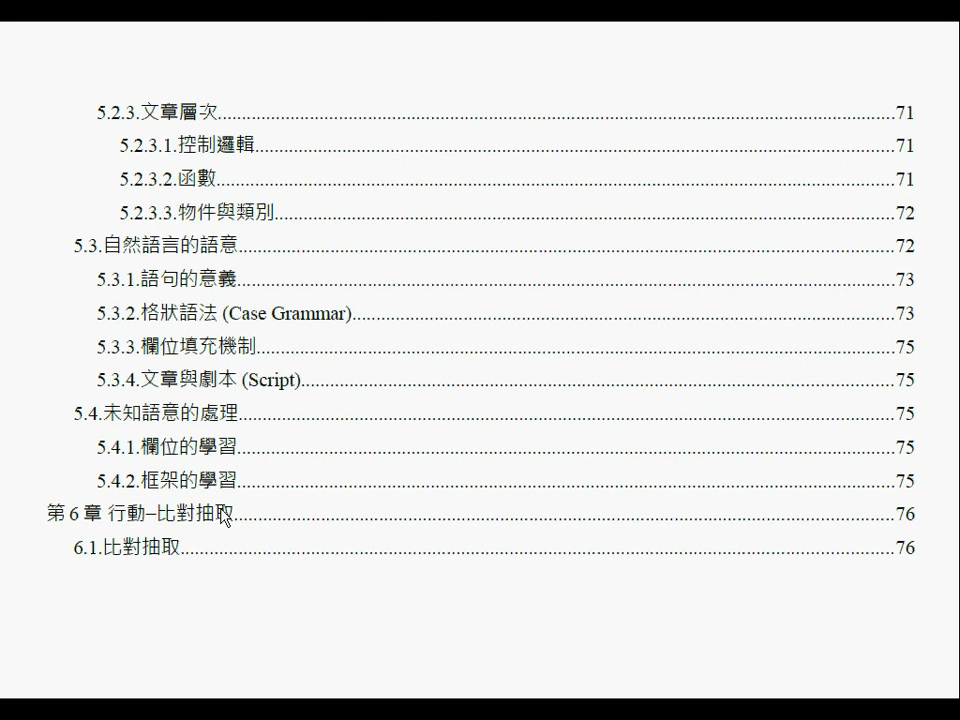 5.2.3.文章層次..........71
5.2.3.1.控制邏輯..........71
5.2.3.2.函數..........71
5.2.3.3.物件與類別..........72
5.3.自然語言的語意..........72
5.3.1.語句的意義..........73
5.3.2.格狀語法 (Case Grammar)..........73
5.3.3.欄位填充機制..........75
5.3.4.文章與劇本 (Script)..........75
5.4.未知語意的處理..........75
5.4.1.欄位的學習..........75
5.4.2.框架的學習..........75
第 6 章 行動–比對抽取..........76
6.1.比對抽取..........76